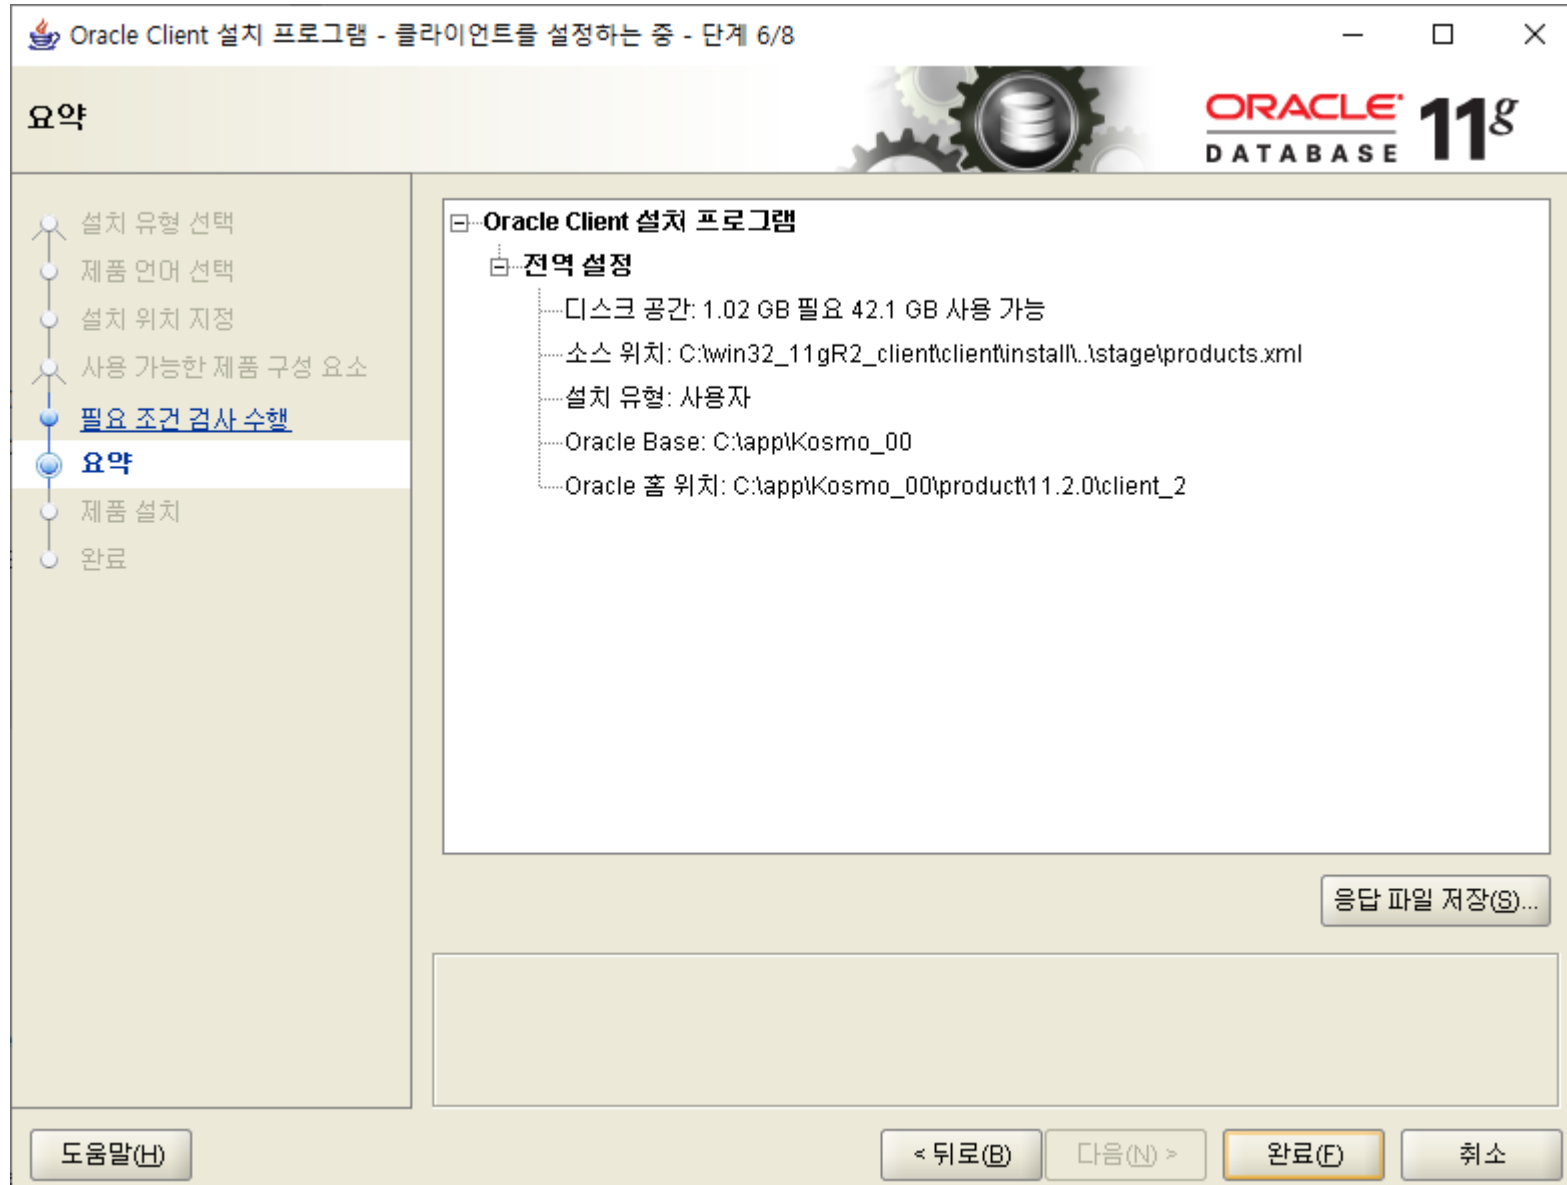 Oracle Client 설치 프로그램 - 클라이언트를 설정하는 중 - 단계 6/8
요약
ORACLE
DATABASE
11g
설치 유형 선택
제품 언어 선택
설치 위치 지정
사용 가능한 제품 구성 요소
필요 조건 검사 수행
요약
제품 설치
완료
Oracle Client 설치 프로그램
전역 설정
디스크 공간: 1.02 GB 필요 42.1 GB 사용 가능
소스 위치: C:\win32_11gR2_client\client\install\..\stage\products.xml
설치 유형: 사용자
Oracle Base: C:\app\Kosmo_00
Oracle 홈 위치: C:\app\Kosmo_00\product\11.2.0\client_2
응답 파일 저장(S)...
도움말(H)
< 뒤로(B)
다음(N) >
완료(F)
취소